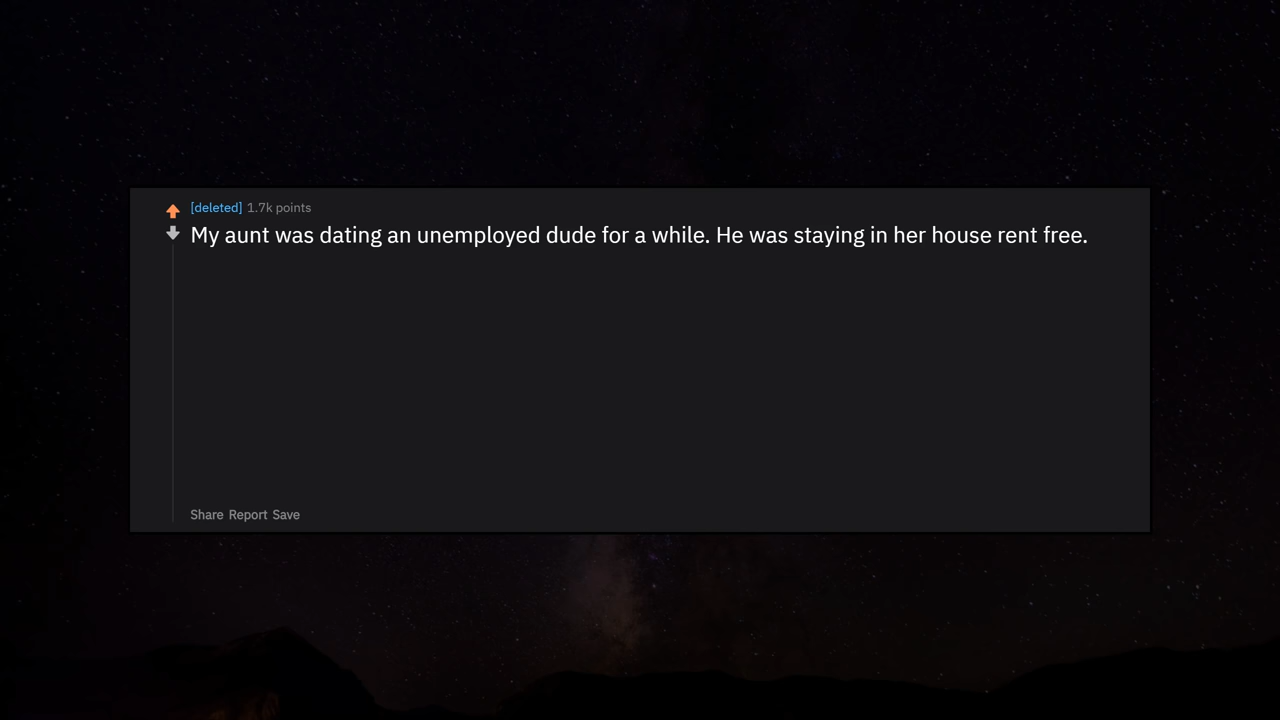 [deleted] 1.7k points
My aunt was dating an unemployed dude for a while. He was staying in her house rent free.
Share Report Save